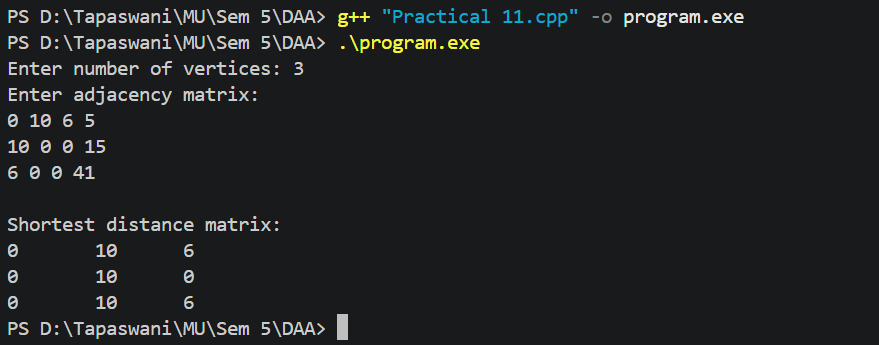 PS D:\Tapaswani\MU\Sem 5\DAA> g++ "Practical 11.cpp" -o program.exe
PS D:\Tapaswani\MU\Sem 5\DAA> .\program.exe
Enter number of vertices: 3
Enter adjacency matrix:
0 10 6 5
10 0 0 15
6 0 0 41
Shortest distance matrix:
0 10 6
0 10 0
0 10 6
PS D:\Tapaswani\MU\Sem 5\DAA>